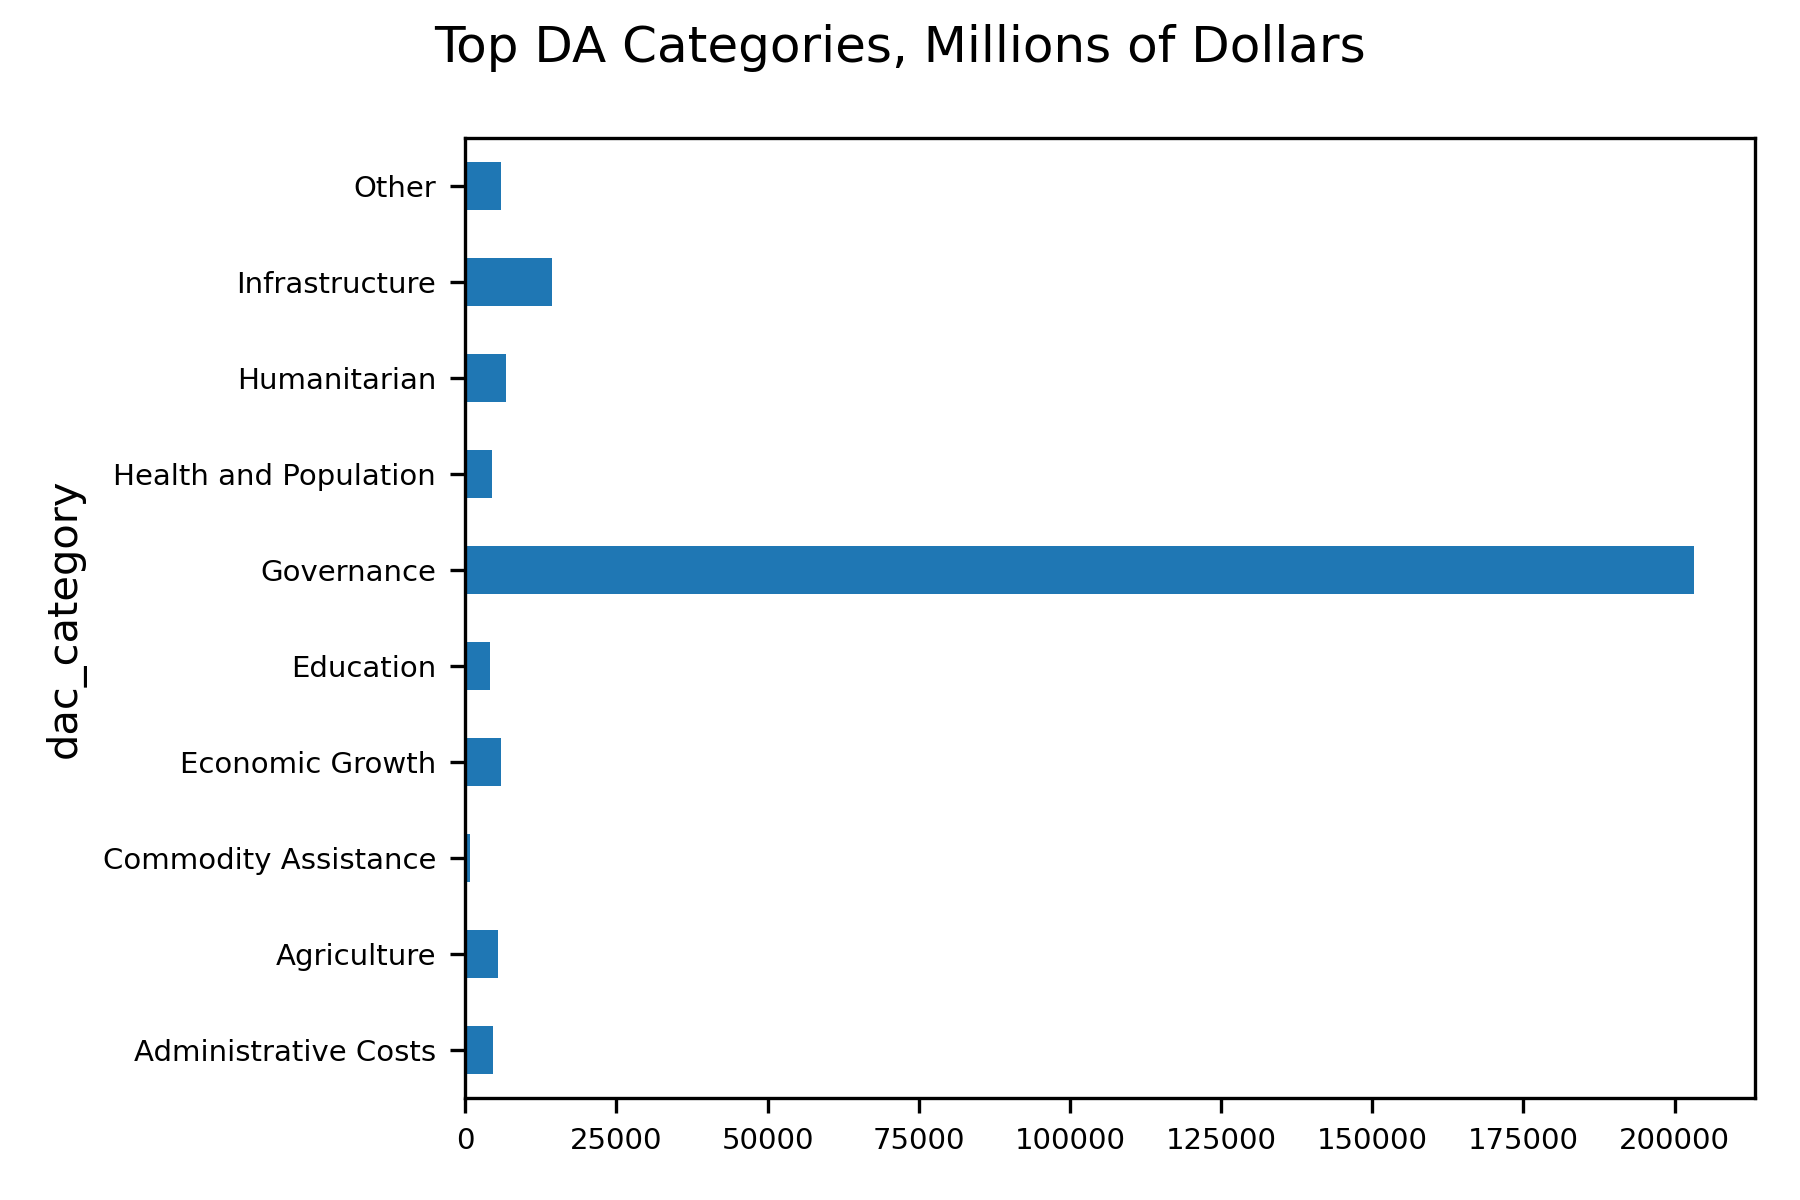 Top DA Categories, Millions of Dollars
Other
Infrastructure
Humanitarian
Health and Population
Governance
Education
Economic Growth
Commodity Assistance
Agriculture
Administrative Costs
dac_category
0 25000 50000 75000 100000 125000 150000 175000 200000